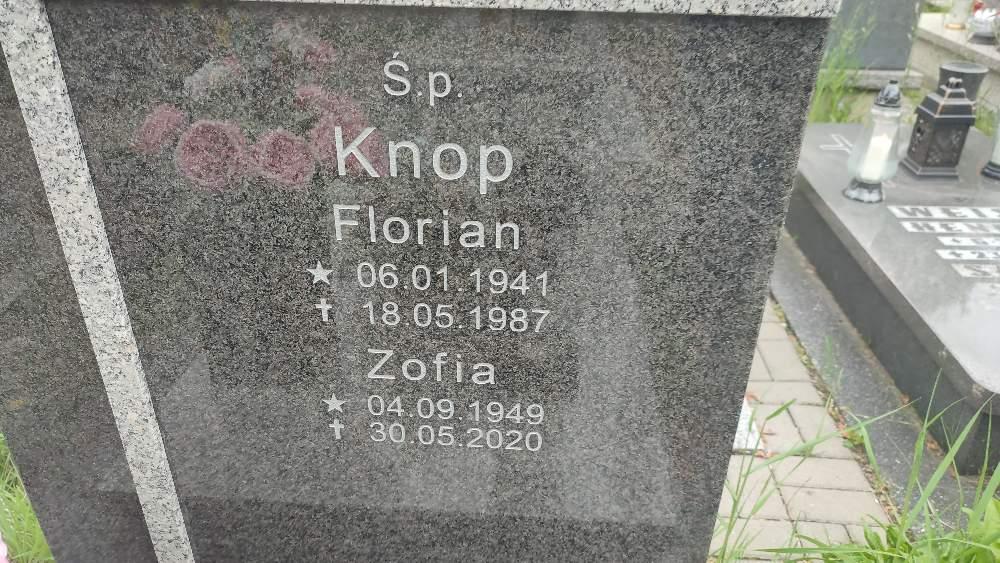 Ś.p.
Knop
Florian
★ 06.01.1941
✝ 18.05.1987
Zofia
★ 04.09.1949
✝ 30.05.2020